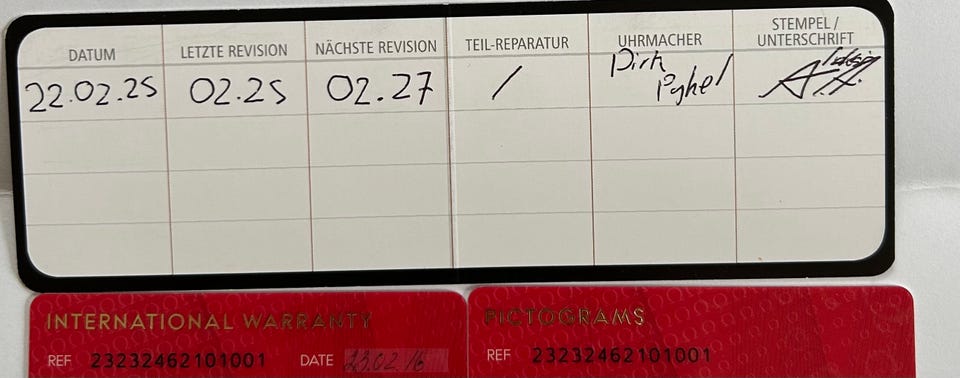 DATUM
LETZTE REVISION
NÄCHSTE REVISION
TEIL-REPARATUR
UHRMACHER
STEMPEL /
UNTERSCHRIFT
22.02.25
02.25
02.27
/
Dirk
INTERNATIONAL WARRANTY
REF 23232462101001 DATE 23.02.16
PICTOGRAMS
REF 23232462101001